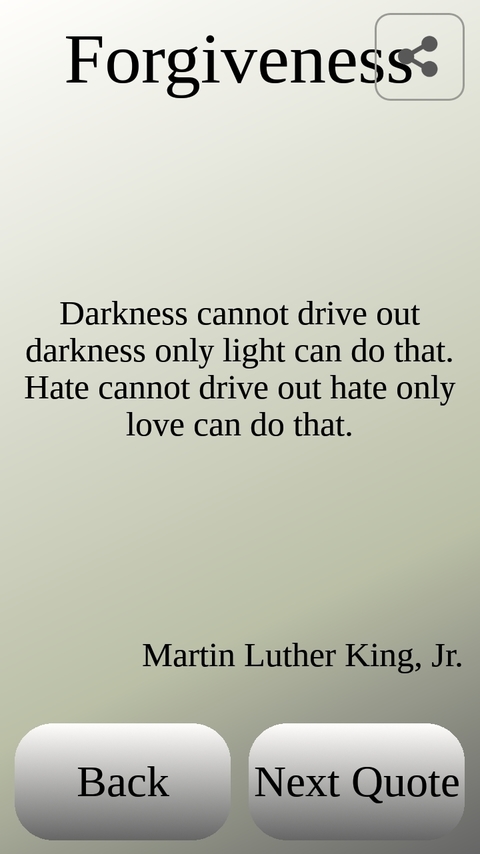 Forgiveness
Darkness cannot drive out
darkness only light can do that.
Hate cannot drive out hate only
love can do that.
Martin Luther King, Jr.
Back
Next Quote